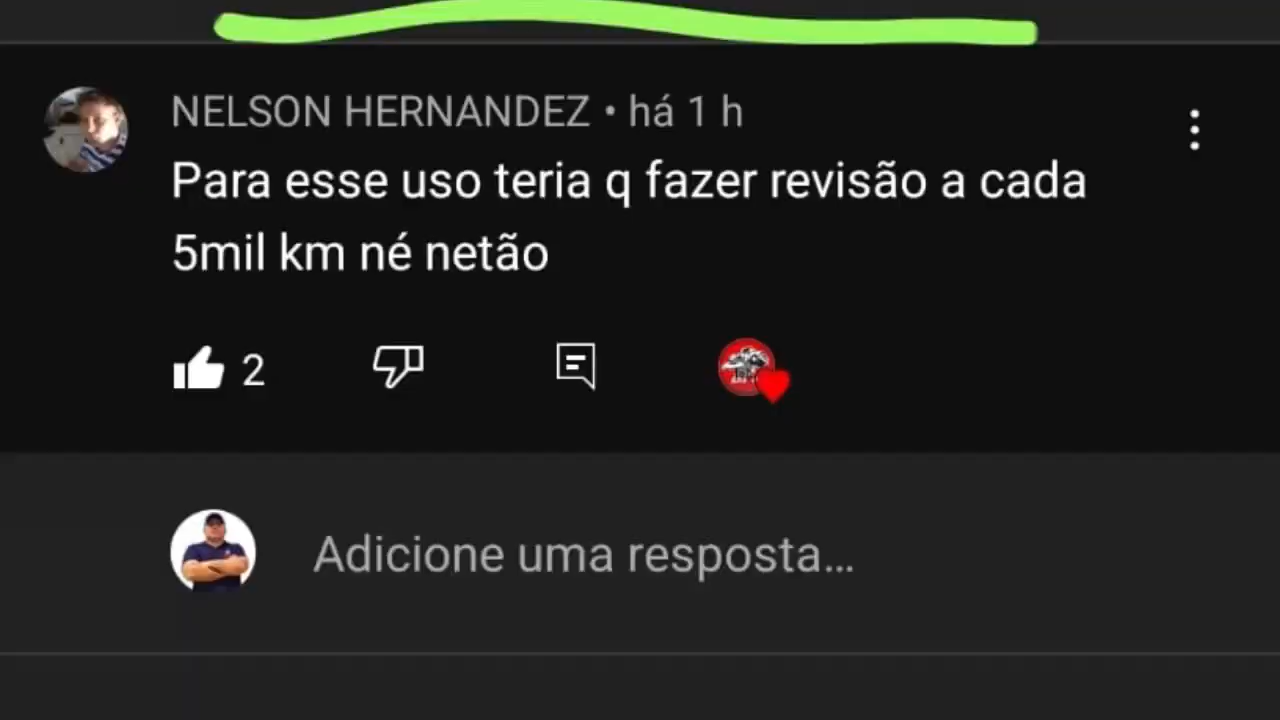 NELSON HERNANDEZ • há 1 h
Para esse uso teria q fazer revisão a cada
5mil km né netão
2
Adicione uma resposta...